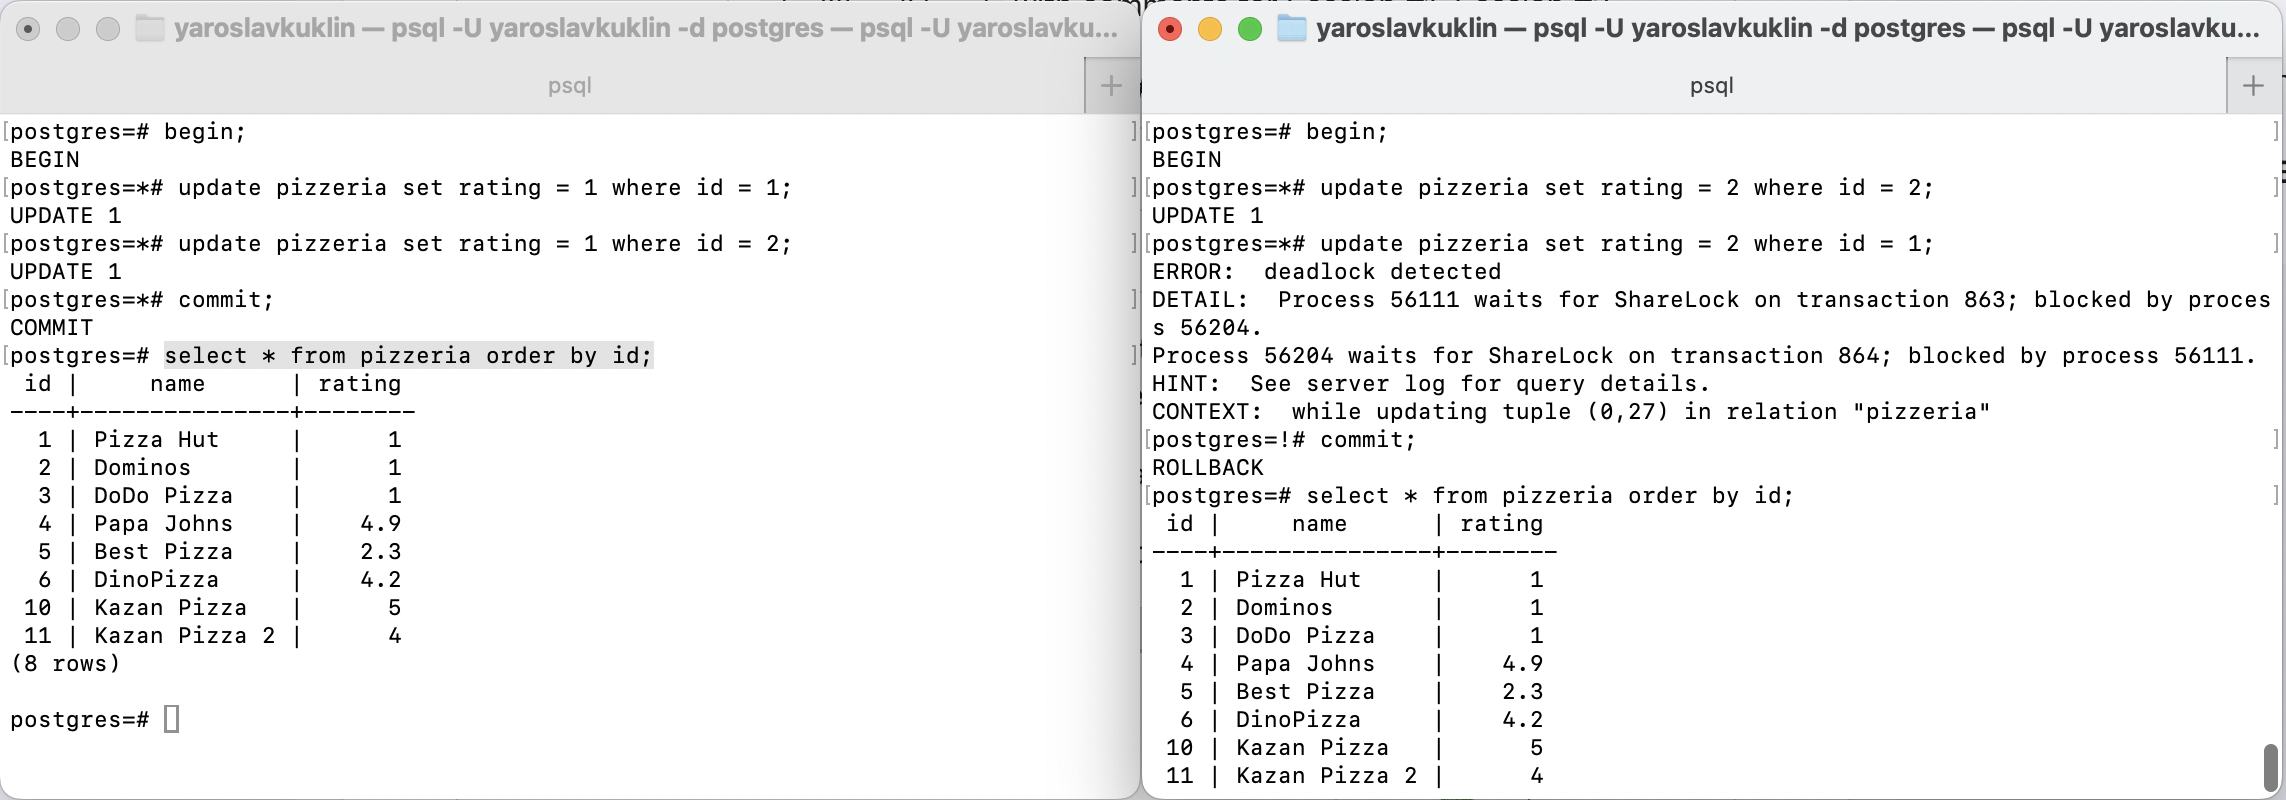 yaroslavkuklin — psql -U yaroslavkuklin -d postgres — psql -U yaroslavku...
psql
[postgres=# begin;
BEGIN
[postgres=*# update pizzeria set rating = 1 where id = 1;
UPDATE 1
[postgres=*# update pizzeria set rating = 1 where id = 2;
UPDATE 1
[postgres=*# commit;
COMMIT
[postgres=# select * from pizzeria order by id;
 id |     name      | rating
----+---------------+--------
  1 | Pizza Hut     |      1
  2 | Dominos       |      1
  3 | DoDo Pizza    |      1
  4 | Papa Johns    |    4.9
  5 | Best Pizza    |    2.3
  6 | DinoPizza     |    4.2
 10 | Kazan Pizza   |      5
 11 | Kazan Pizza 2 |      4
(8 rows)
postgres=#
yaroslavkuklin — psql -U yaroslavkuklin -d postgres — psql -U yaroslavku...
psql
[postgres=# begin;
BEGIN
[postgres=*# update pizzeria set rating = 2 where id = 2;
UPDATE 1
[postgres=*# update pizzeria set rating = 2 where id = 1;
ERROR:  deadlock detected
DETAIL:  Process 56111 waits for ShareLock on transaction 863; blocked by proces
s 56204.
Process 56204 waits for ShareLock on transaction 864; blocked by process 56111.
HINT:  See server log for query details.
CONTEXT:  while updating tuple (0,27) in relation "pizzeria"
[postgres=!# commit;
ROLLBACK
[postgres=# select * from pizzeria order by id;
 id |     name      | rating
----+---------------+--------
  1 | Pizza Hut     |      1
  2 | Dominos       |      1
  3 | DoDo Pizza    |      1
  4 | Papa Johns    |    4.9
  5 | Best Pizza    |    2.3
  6 | DinoPizza     |    4.2
 10 | Kazan Pizza   |      5
 11 | Kazan Pizza 2 |      4